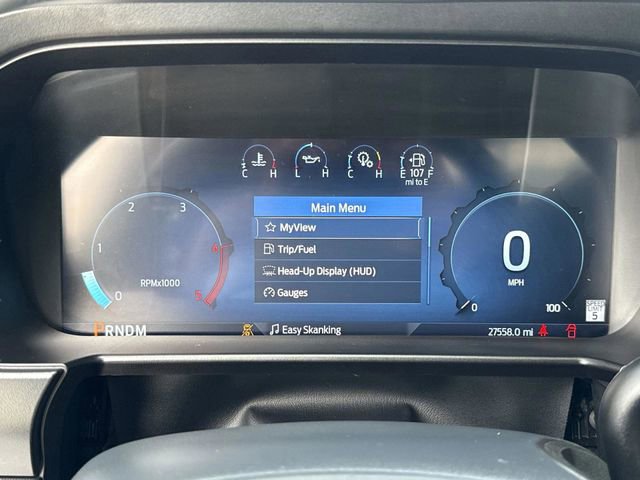 C H L H C H E 107 F
mi to E
Main Menu
MyView
Trip/Fuel
Head-Up Display (HUD)
Gauges
0 1 2 3 4 5
RPMx1000
0
MPH
0 100
SPEED
LIMIT
5
PRNDM
Easy Skanking
27558.0 mi